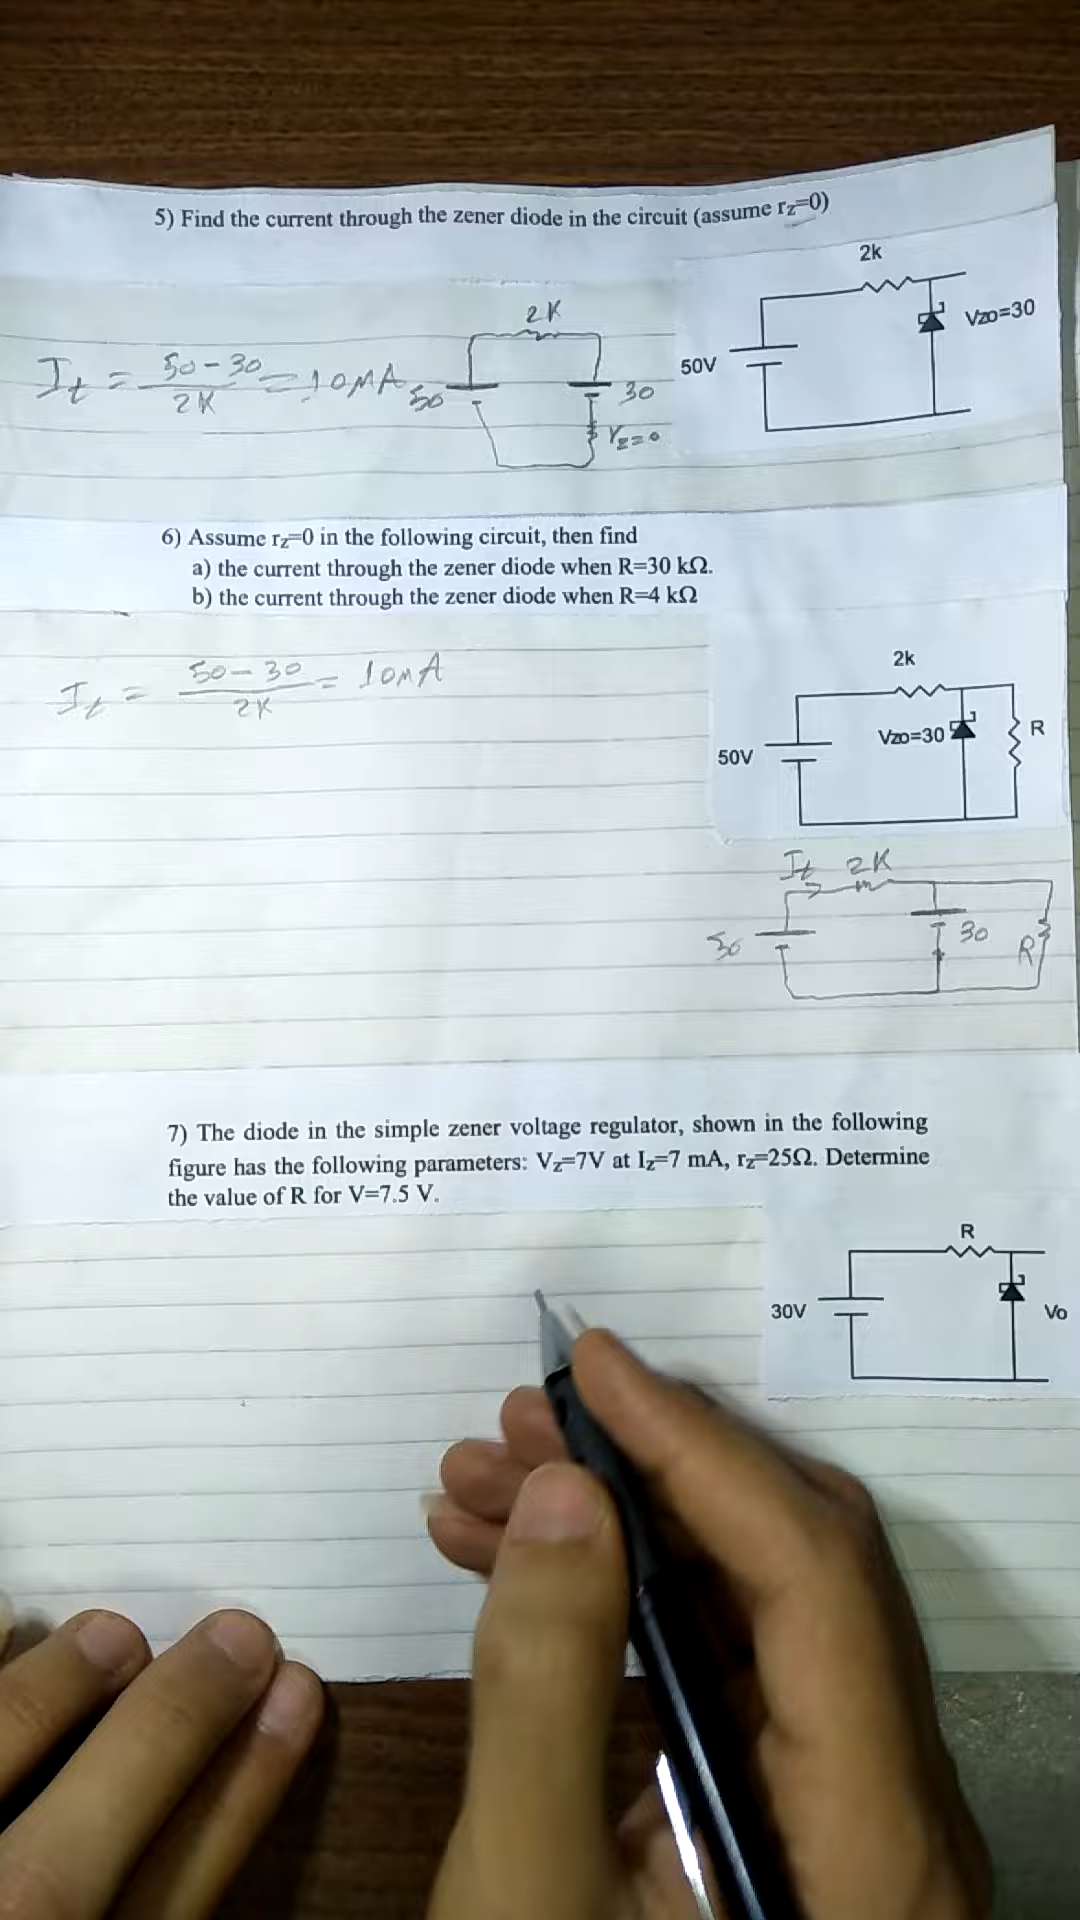 5) Find the current through the zener diode in the circuit (assume rz=0)
2k
Vzo=30
50V
It = 50-30 / 2K = 10mA
2K
50
30
rz=0
6) Assume rz=0 in the following circuit, then find
a) the current through the zener diode when R=30 kΩ.
b) the current through the zener diode when R=4 kΩ
2k
Vzo=30
R
50V
It = 50-30 / 2K = 10mA
It 2K
50
30
R
7) The diode in the simple zener voltage regulator, shown in the following
figure has the following parameters: Vz=7V at Iz=7 mA, rz=25Ω. Determine
the value of R for V=7.5 V.
R
30V
Vo